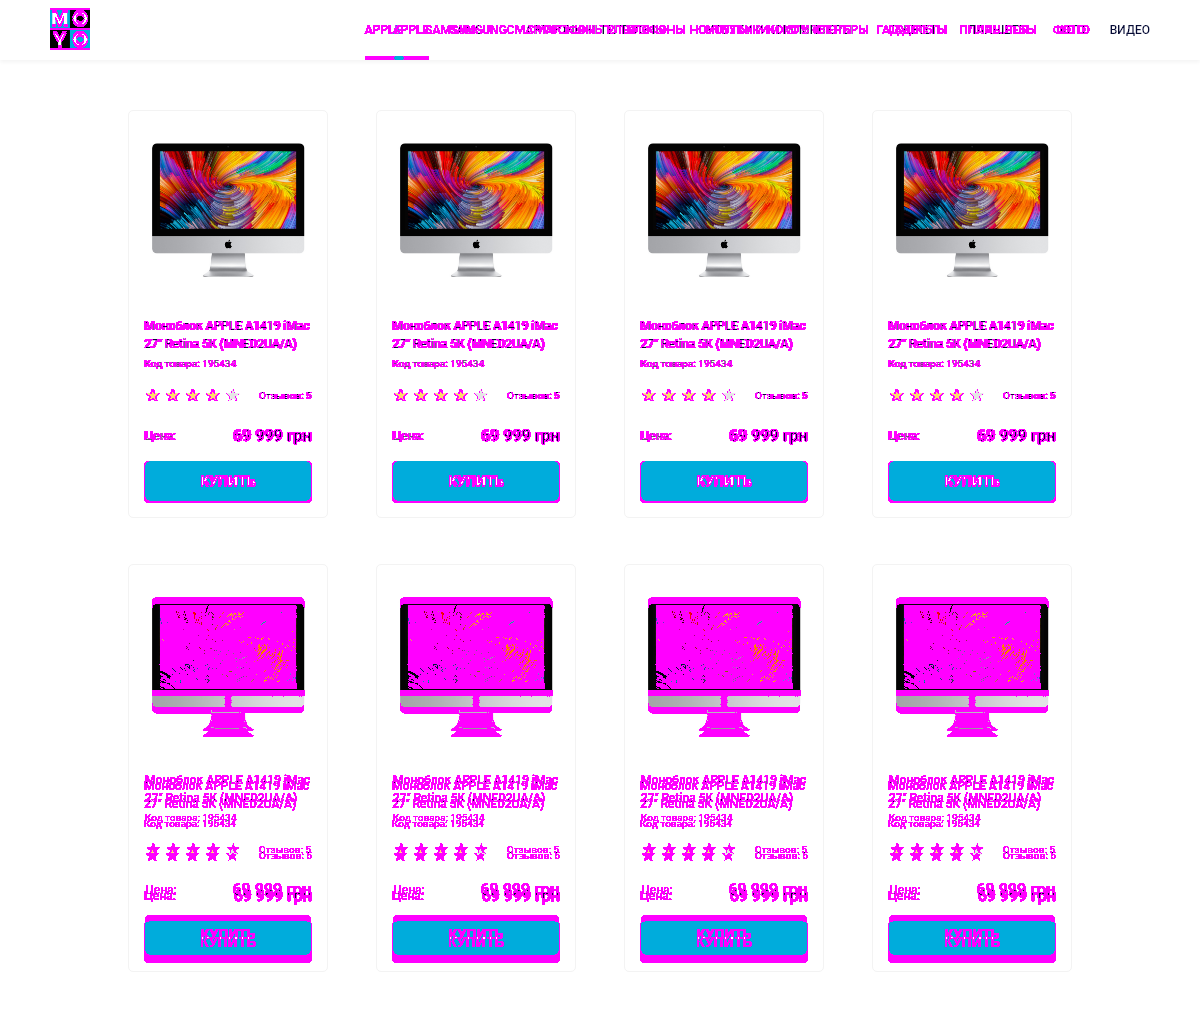 MOYO
APPLE SAMSUNG СМАРТФОНЫ НОУТБУКИ И КОМПЬЮТЕРЫ ГАДЖЕТЫ ПЛАНШЕТЫ ФОТО ВИДЕО
Моноблок APPLE A1419 iMac Моноблок APPLE A1419 iMac Моноблок APPLE A1419 iMac Моноблок APPLE A1419 iMac
27" Retina 5K (MNED2UA/A) 27" Retina 5K (MNED2UA/A) 27" Retina 5K (MNED2UA/A) 27" Retina 5K (MNED2UA/A)
Код товара: 195434 Код товара: 195434 Код товара: 195434 Код товара: 195434
Отзывов: 5 Отзывов: 5 Отзывов: 5 Отзывов: 5
Цена: 69 999 грн Цена: 69 999 грн Цена: 69 999 грн Цена: 69 999 грн
КУПИТЬ КУПИТЬ КУПИТЬ КУПИТЬ
Моноблок APPLE A1419 iMac Моноблок APPLE A1419 iMac Моноблок APPLE A1419 iMac Моноблок APPLE A1419 iMac
27" Retina 5K (MNED2UA/A) 27" Retina 5K (MNED2UA/A) 27" Retina 5K (MNED2UA/A) 27" Retina 5K (MNED2UA/A)
Код товара: 195434 Код товара: 195434 Код товара: 195434 Код товара: 195434
Отзывов: 5 Отзывов: 5 Отзывов: 5 Отзывов: 5
Цена: 69 999 грн Цена: 69 999 грн Цена: 69 999 грн Цена: 69 999 грн
КУПИТЬ КУПИТЬ КУПИТЬ КУПИТЬ